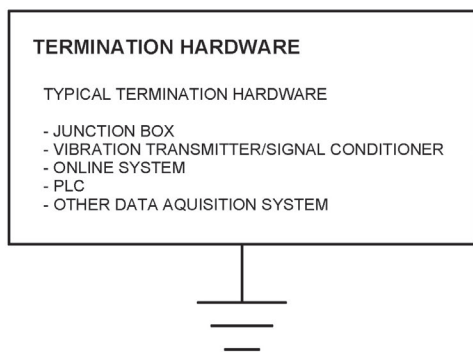 TERMINATION HARDWARE
TYPICAL TERMINATION HARDWARE
- JUNCTION BOX
- VIBRATION TRANSMITTER/SIGNAL CONDITIONER
- ONLINE SYSTEM
- PLC
- OTHER DATA AQUISITION SYSTEM